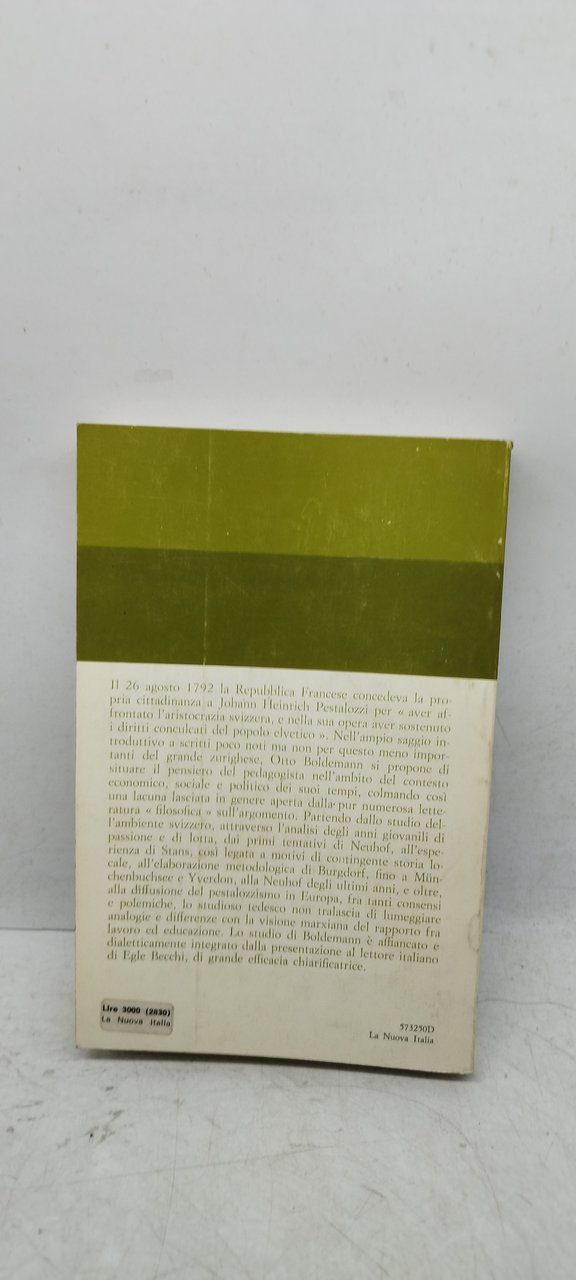 Il 26 agosto 1792 la Repubblica Francese concedeva la pro-
pria cittadinanza a Johann Heinrich Pestalozzi per « aver af-
frontato l'aristocrazia svizzera, e nella sua opera aver sostenuto
i diritti conculcati del popolo elvetico ». Nell'ampio saggio in-
troduttivo a scritti poco noti ma non per questo meno impor-
tanti del grande zurighese, Otto Boldemann si propone di
situare il pensiero del pedagogista nell'ambito del contesto
economico, sociale e politico dei suoi tempi, colmando così
una lacuna lasciata in genere aperta dalla pur numerosa lette-
ratura « filosofica » sull'argomento. Partendo dallo studio del-
l'ambiente svizzero, attraverso l'analisi degli anni giovanili di
passione e di lotta, dai primi tentativi di Neuhof, all'espe-
rienza di Stans, così legata a motivi di contingente storia lo-
cale, all'elaborazione metodologica di Burgdorf, fino a Mün-
chenbuchsee e Yverdon, alla Neuhof degli ultimi anni, e oltre,
alla diffusione del pestalozzismo in Europa, fra tanti consensi
e polemiche, lo studioso tedesco non tralascia di lumeggiare
analogie e differenze con la visione marxiana del rapporto fra
lavoro ed educazione. Lo studio di Boldemann è affiancato e
dialetticamente integrato dalla presentazione al lettore italiano
di Egle Becchi, di grande efficacia chiarificatrice.
Lire 3000 (2830)
La Nuova Italia
573250D
La Nuova Italia